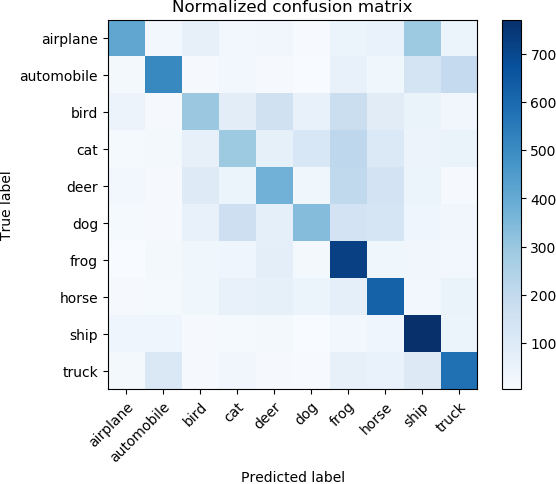 Normalized confusion matrix
True label
airplane
automobile
bird
cat
deer
dog
frog
horse
ship
truck
airplane
automobile
bird
cat
deer
dog
frog
horse
ship
truck
Predicted label
700
600
500
400
300
200
100